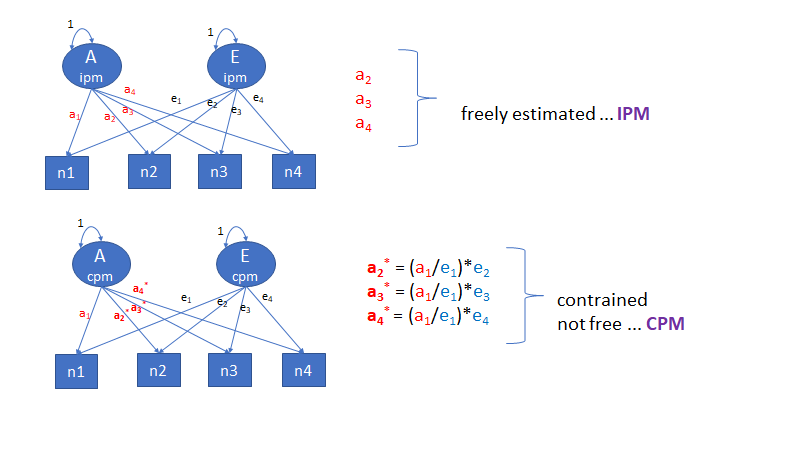 1
1
A
ipm
E
ipm
a4
a1
a2
a3
e1
e2
e3
e4
n1
n2
n3
n4
a2
a3
a4
freely estimated ... IPM
1
1
A
cpm
E
cpm
a4*
a1
a2*
a3*
e1
e2
e3
e4
n1
n2
n3
n4
a2* = (a1/e1)*e2
a3* = (a1/e1)*e3
a4* = (a1/e1)*e4
contrained
not free ... CPM